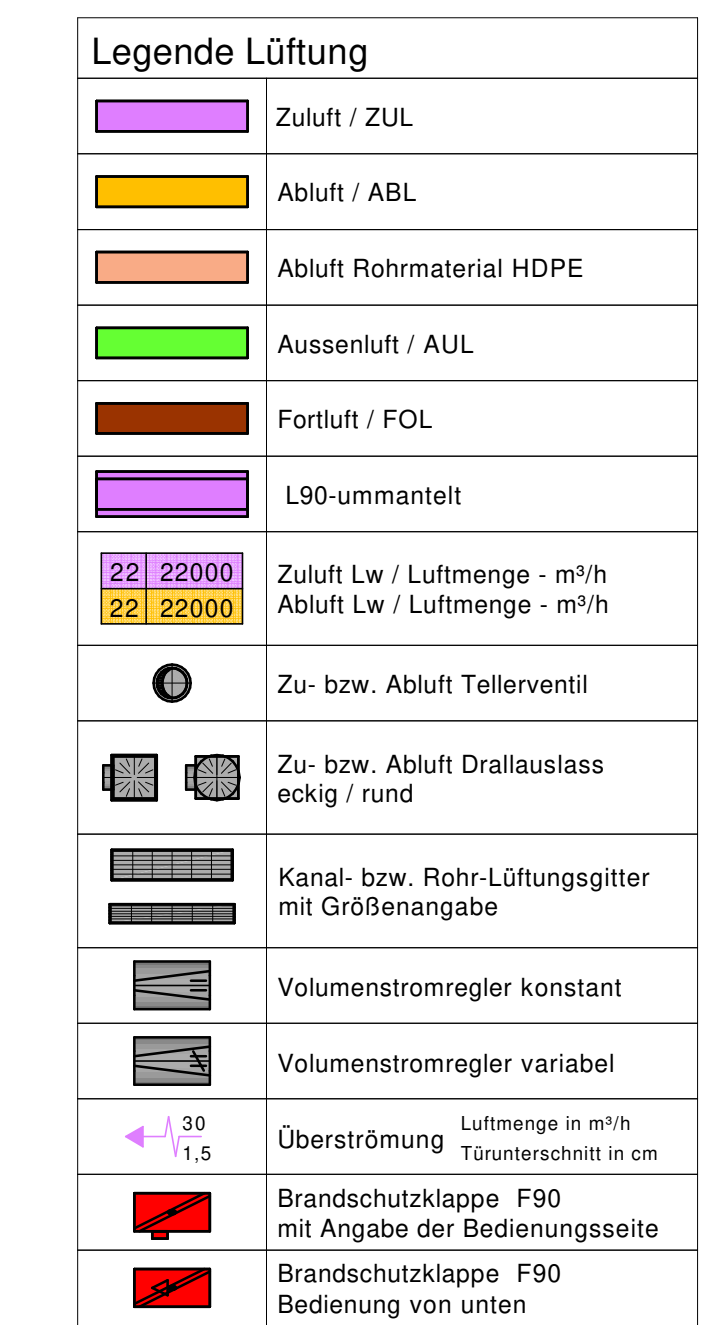 Legende Lüftung
Zuluft / ZUL
Abluft / ABL
Abluft Rohrmaterial HDPE
Aussenluft / AUL
Fortluft / FOL
L90-ummantelt
22 22000
22 22000
Zuluft Lw / Luftmenge - m³/h
Abluft Lw / Luftmenge - m³/h
Zu- bzw. Abluft Tellerventil
Zu- bzw. Abluft Drallauslass
eckig / rund
Kanal- bzw. Rohr-Lüftungsgitter
mit Größenangabe
Volumenstromregler konstant
Volumenstromregler variabel
30
1,5
Überströmung
Luftmenge in m³/h
Türunterschnitt in cm
Brandschutzklappe F90
mit Angabe der Bedienungsseite
Brandschutzklappe F90
Bedienung von unten